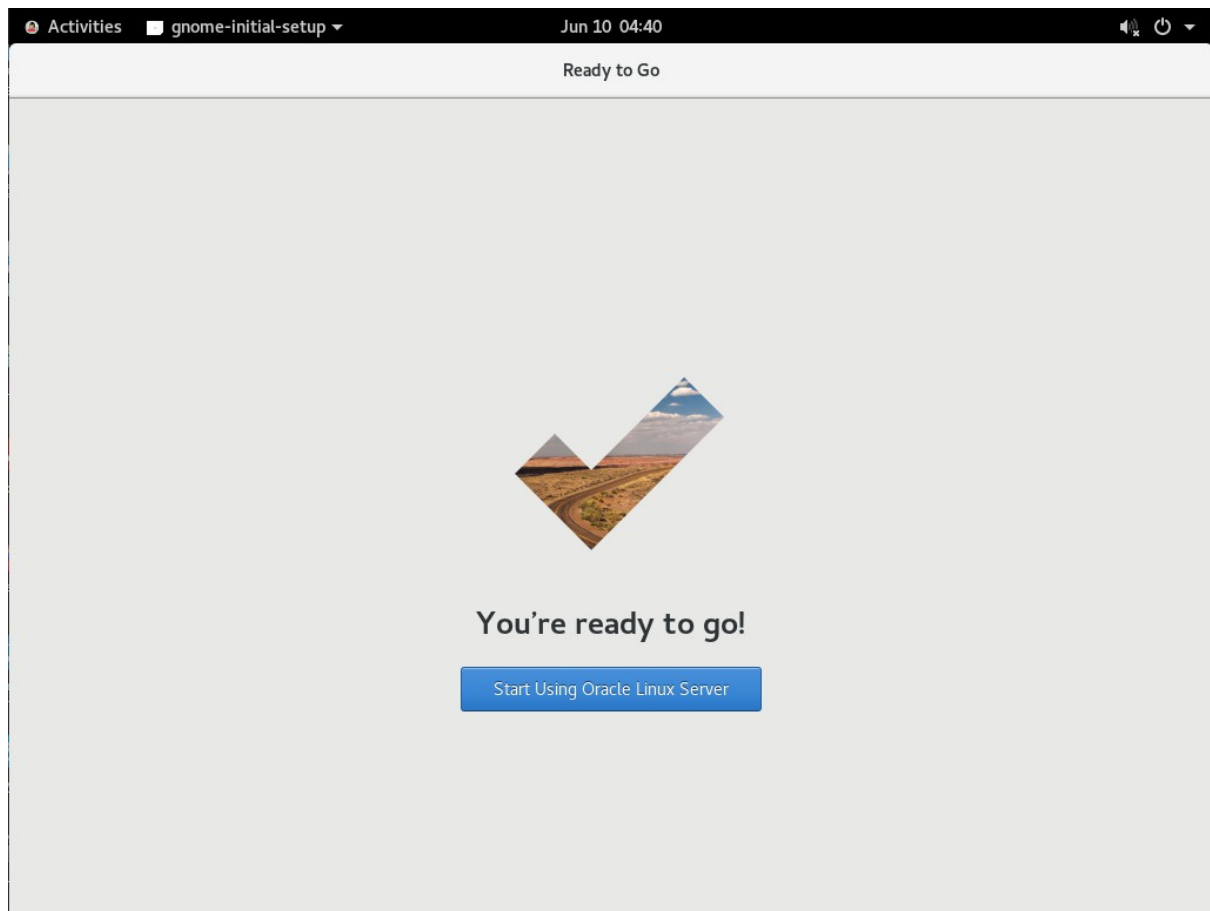 Activities gnome-initial-setup Jun 10 04:40
Ready to Go
You're ready to go!
Start Using Oracle Linux Server